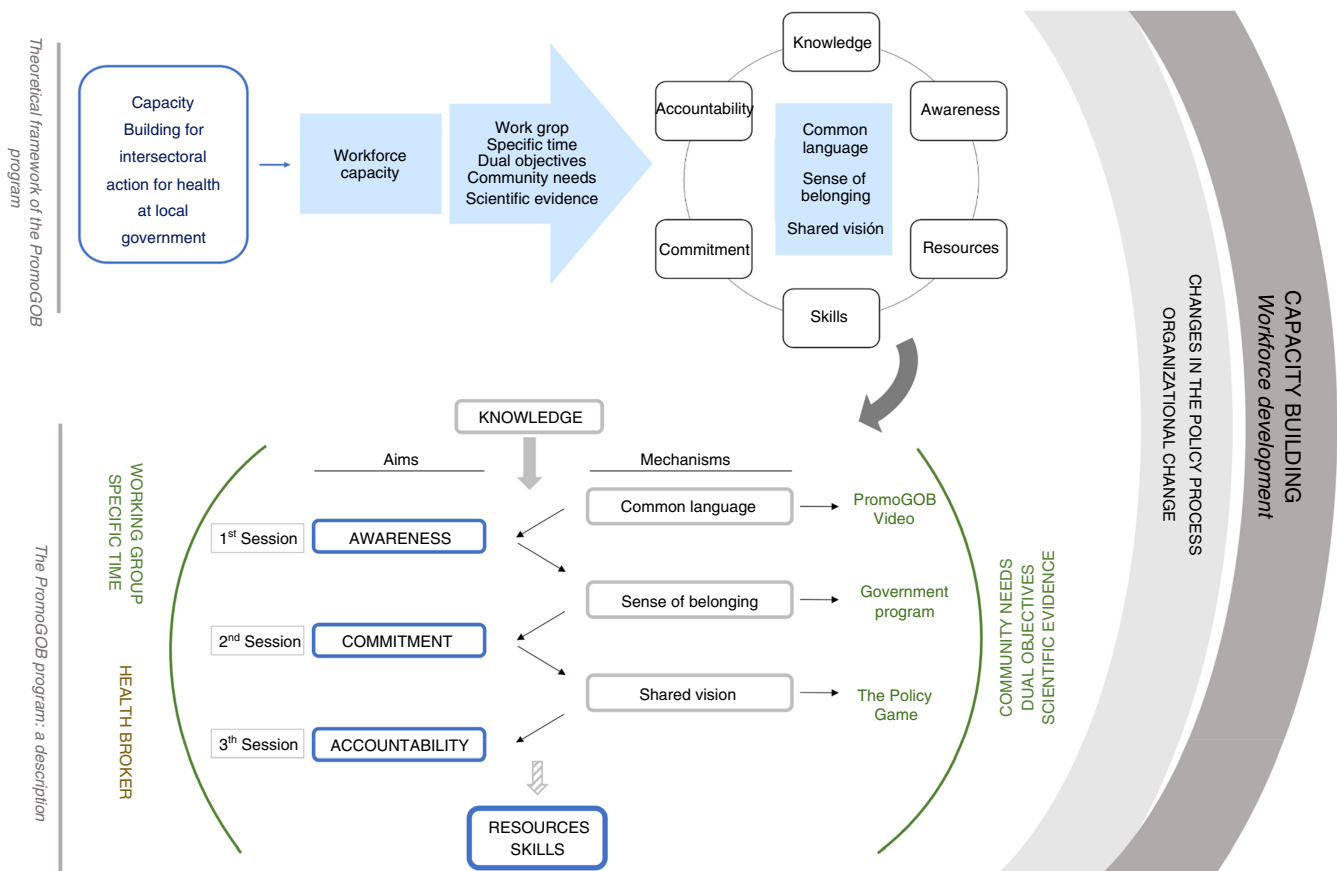 Theoretical framework of the PromoGOB
program
Capacity
Building for
intersectoral
action for health
at local
government
Workforce
capacity
Work grop
Specific time
Dual objectives
Community needs
Scientific evidence
Knowledge
Accountability
Awareness
Common
language
Sense of
belonging
Shared visión
Commitment
Resources
Skills
CHANGES IN THE POLICY PROCESS
ORGANIZATIONAL CHANGE
CAPACITY BUILDING
Workforce development
The PromoGOB program: a description
WORKING GROUP
SPECIFIC TIME
HEALTH BROKER
KNOWLEDGE
Aims
Mechanisms
Common language
PromoGOB
Video
1st Session
AWARENESS
Sense of belonging
Government
program
2nd Session
COMMITMENT
Shared vision
The Policy
Game
3th Session
ACCOUNTABILITY
RESOURCES
SKILLS
COMMUNITY NEEDS
DUAL OBJECTIVES
SCIENTIFIC EVIDENCE